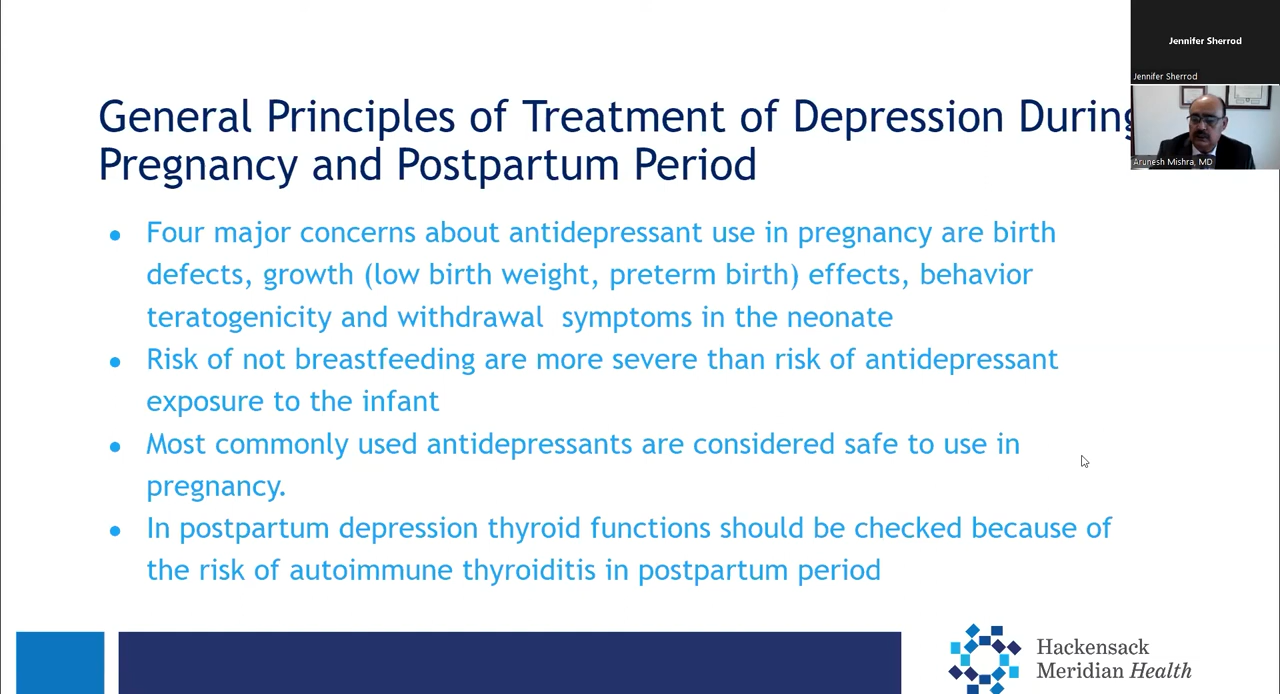 Jennifer Sherrod
Jennifer Sherrod
Arunesh Mishra, MD
General Principles of Treatment of Depression During
Pregnancy and Postpartum Period
● Four major concerns about antidepressant use in pregnancy are birth
defects, growth (low birth weight, preterm birth) effects, behavior
teratogenicity and withdrawal  symptoms in the neonate
● Risk of not breastfeeding are more severe than risk of antidepressant
exposure to the infant
● Most commonly used antidepressants are considered safe to use in
pregnancy.
● In postpartum depression thyroid functions should be checked because of
the risk of autoimmune thyroiditis in postpartum period
Hackensack
Meridian Health